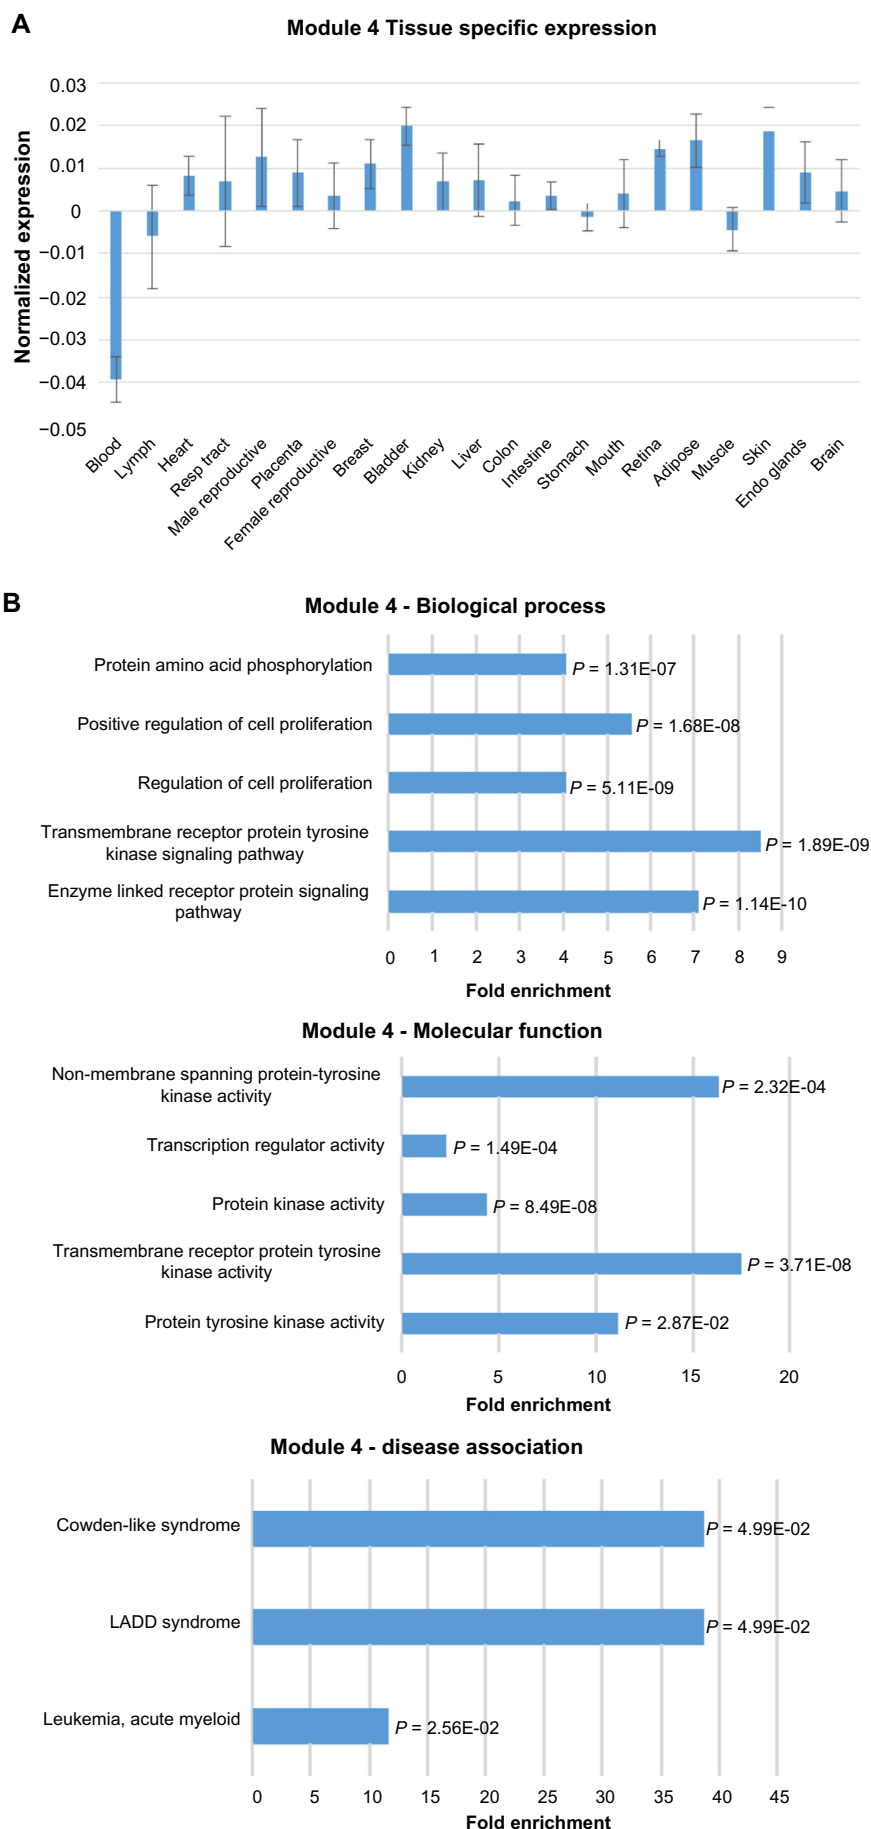 A
Module 4 Tissue specific expression
Normalized expression
0.03
0.02
0.01
0
−0.01
−0.02
−0.03
−0.04
−0.05
Blood
Lymph
Heart
Resp tract
Male reproductive
Placenta
Female reproductive
Breast
Bladder
Kidney
Liver
Colon
Intestine
Stomach
Mouth
Retina
Adipose
Muscle
Skin
Endo glands
Brain
B
Module 4 - Biological process
Protein amino acid phosphorylation
P = 1.31E-07
Positive regulation of cell proliferation
P = 1.68E-08
Regulation of cell proliferation
P = 5.11E-09
Transmembrane receptor protein tyrosine
kinase signaling pathway
P = 1.89E-09
Enzyme linked receptor protein signaling
pathway
P = 1.14E-10
0 1 2 3 4 5 6 7 8 9
Fold enrichment
Module 4 - Molecular function
Non-membrane spanning protein-tyrosine
kinase activity
P = 2.32E-04
Transcription regulator activity
P = 1.49E-04
Protein kinase activity
P = 8.49E-08
Transmembrane receptor protein tyrosine
kinase activity
P = 3.71E-08
Protein tyrosine kinase activity
P = 2.87E-02
0 5 10 15 20
Fold enrichment
Module 4 - disease association
Cowden-like syndrome
P = 4.99E-02
LADD syndrome
P = 4.99E-02
Leukemia, acute myeloid
P = 2.56E-02
0 5 10 15 20 25 30 35 40 45
Fold enrichment